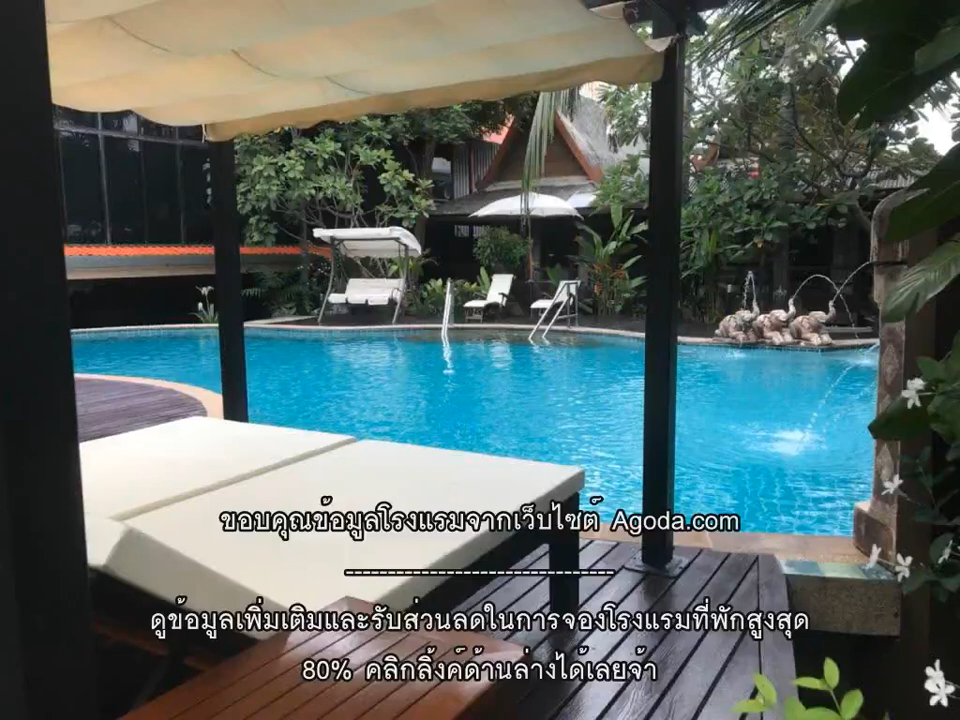 ขอบคุณข้อมูลโรงแรมจากเว็บไซต์ Agoda.com
--------------------------------
ดูข้อมูลเพิ่มเติมและรับส่วนลดในการจองโรงแรมที่พักสูงสุด
80% คลิกลิ้งค์ด้านล่างได้เลยจ้า